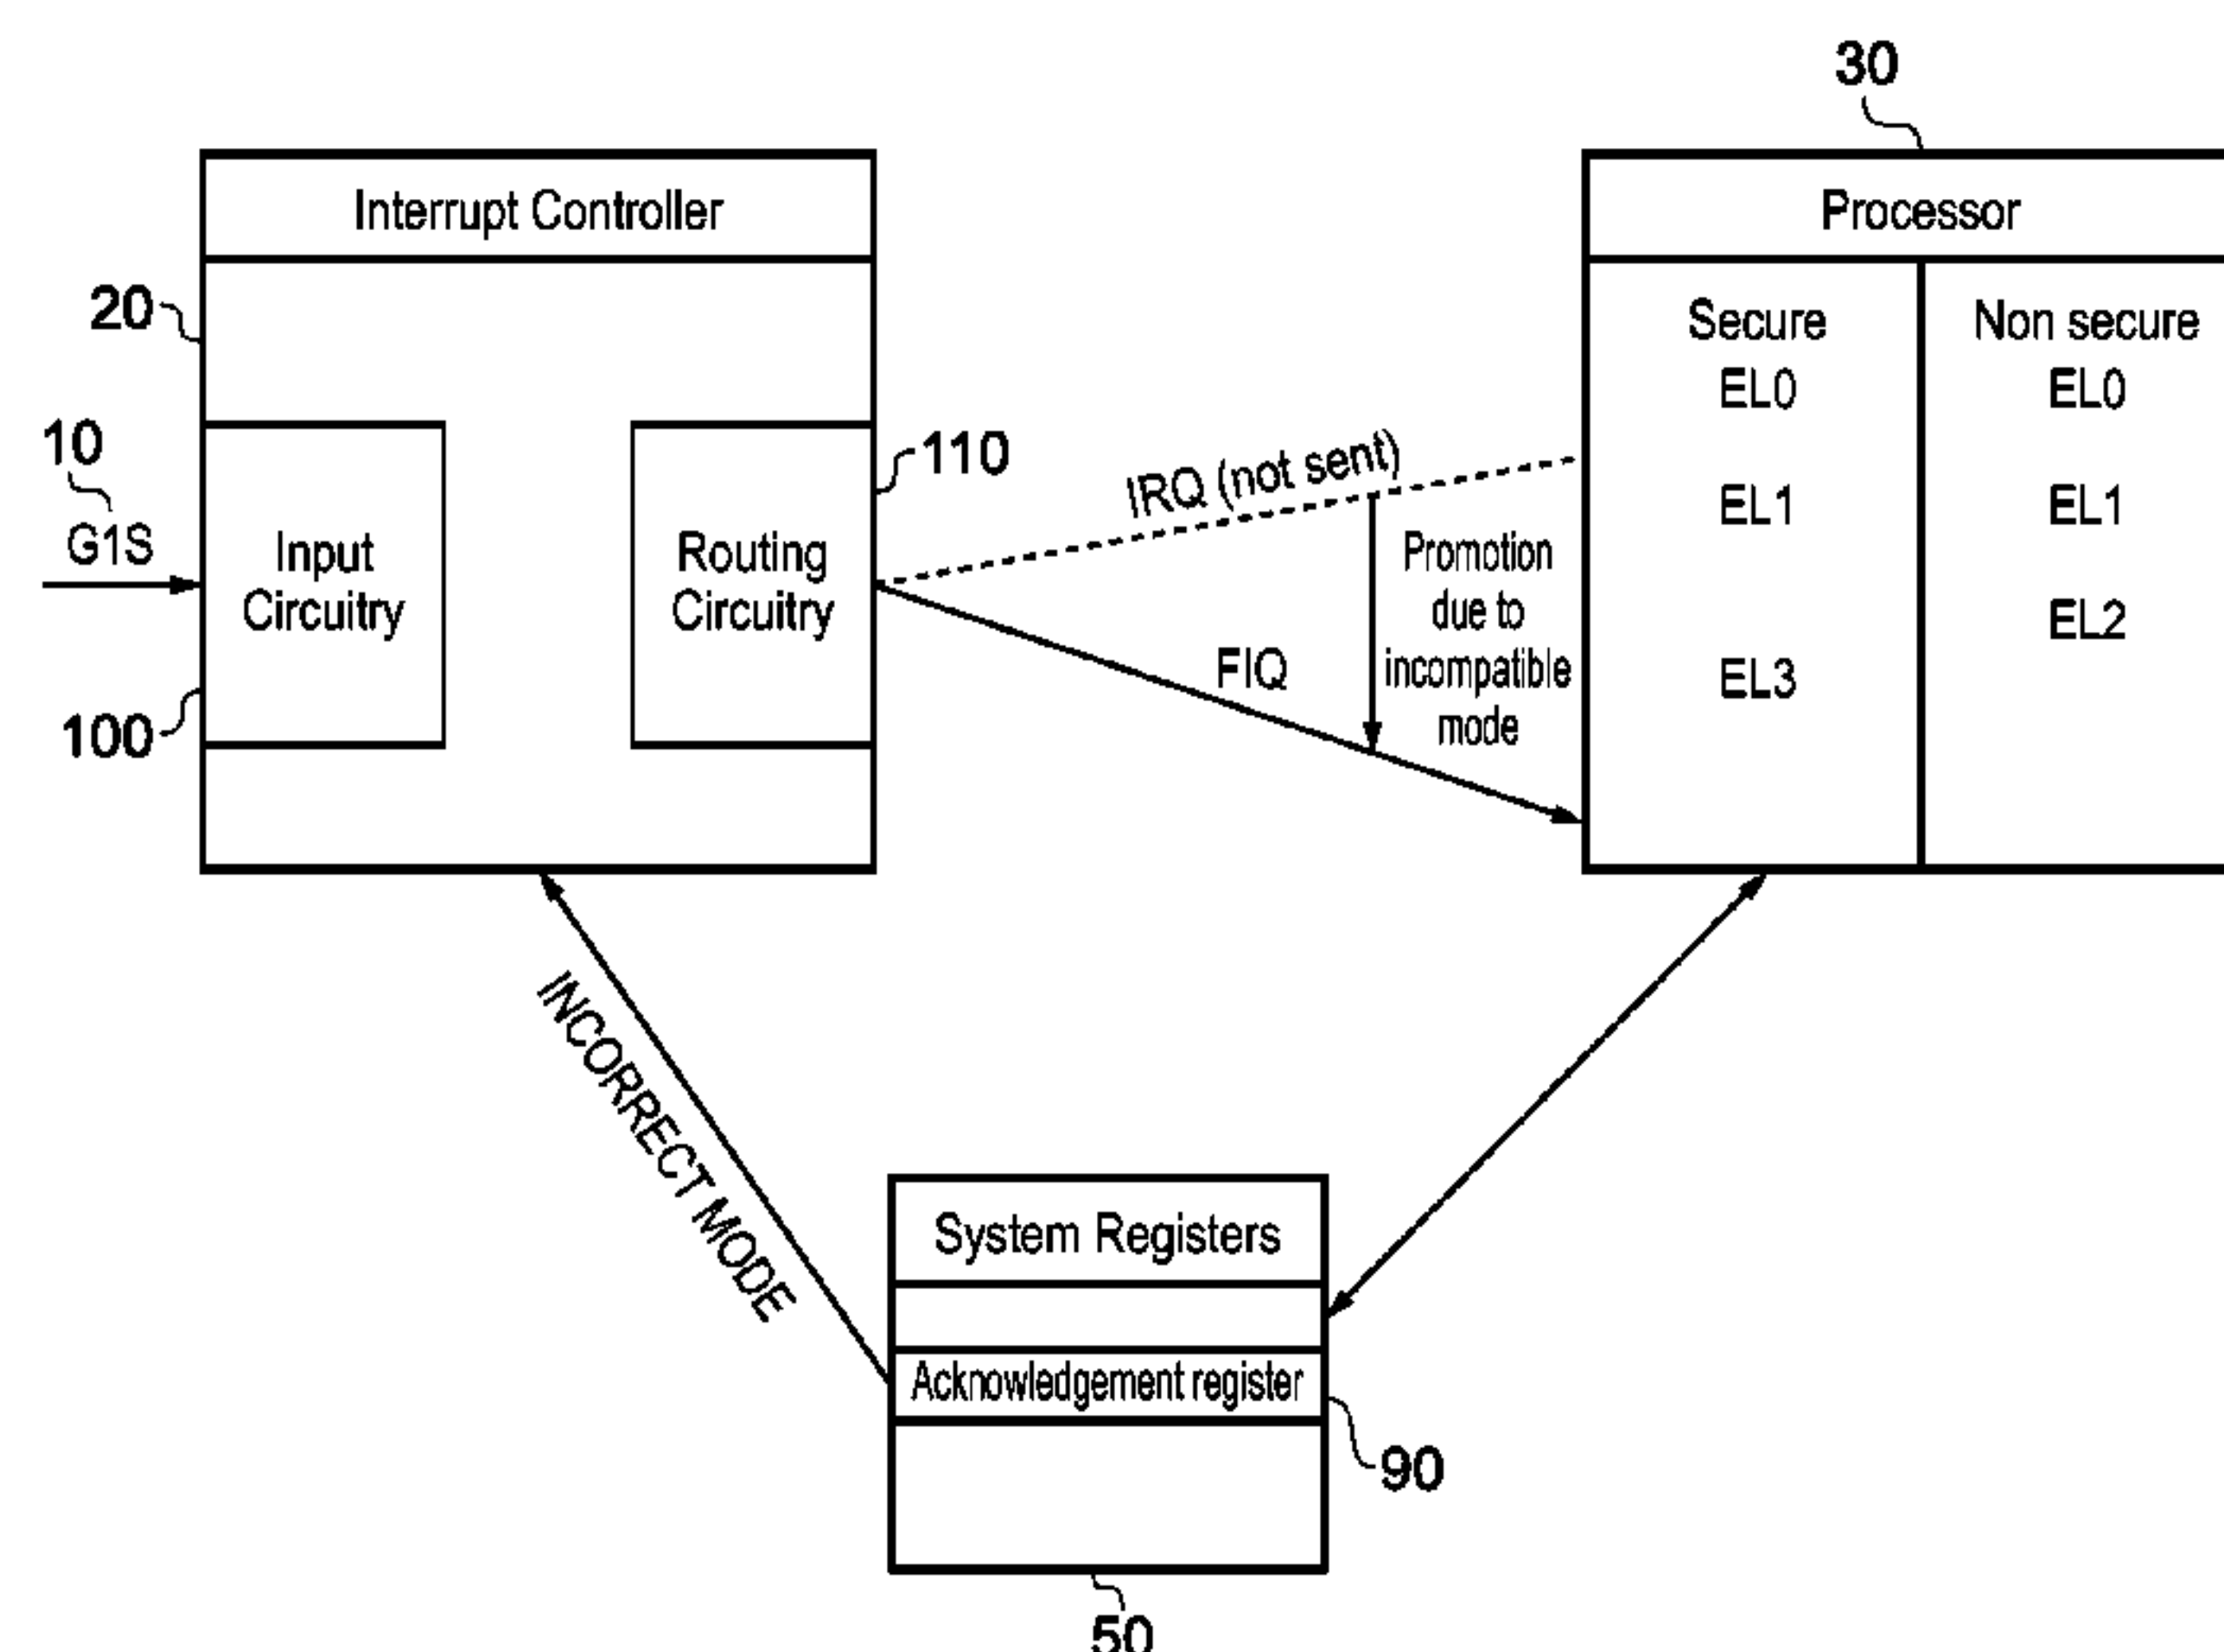 30
Interrupt Controller
Processor
20
Secure
EL0
EL1
EL3
Non secure
EL0
EL1
EL2
10
G1S
Input
Circuitry
Routing
Circuitry
110
100
IRQ (not sent)
Promotion
due to
incompatible
mode
FIQ
INCORRECT MODE
System Registers
Acknowledgement register
90
50